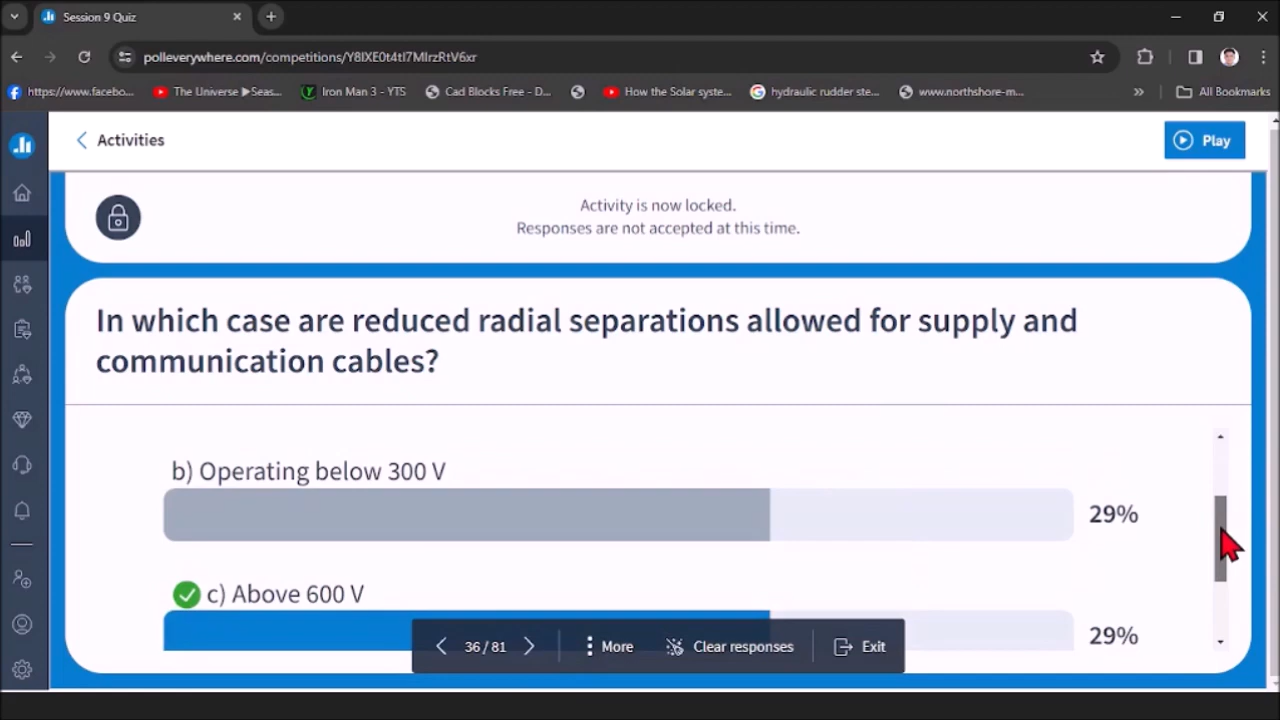 Session 9 Quiz
polleverywhere.com/competitions/Y8lXE0t4tI7MlrzRtV6xr
https://www.facebo...
The Universe ▶Seas...
Iron Man 3 - YTS
Cad Blocks Free - D...
How the Solar syste...
hydraulic rudder ste...
www.northshore-m...
»
All Bookmarks
Activities
Play
Activity is now locked.
Responses are not accepted at this time.
In which case are reduced radial separations allowed for supply and
communication cables?
b) Operating below 300 V
29%
c) Above 600 V
29%
36 / 81
More
Clear responses
Exit